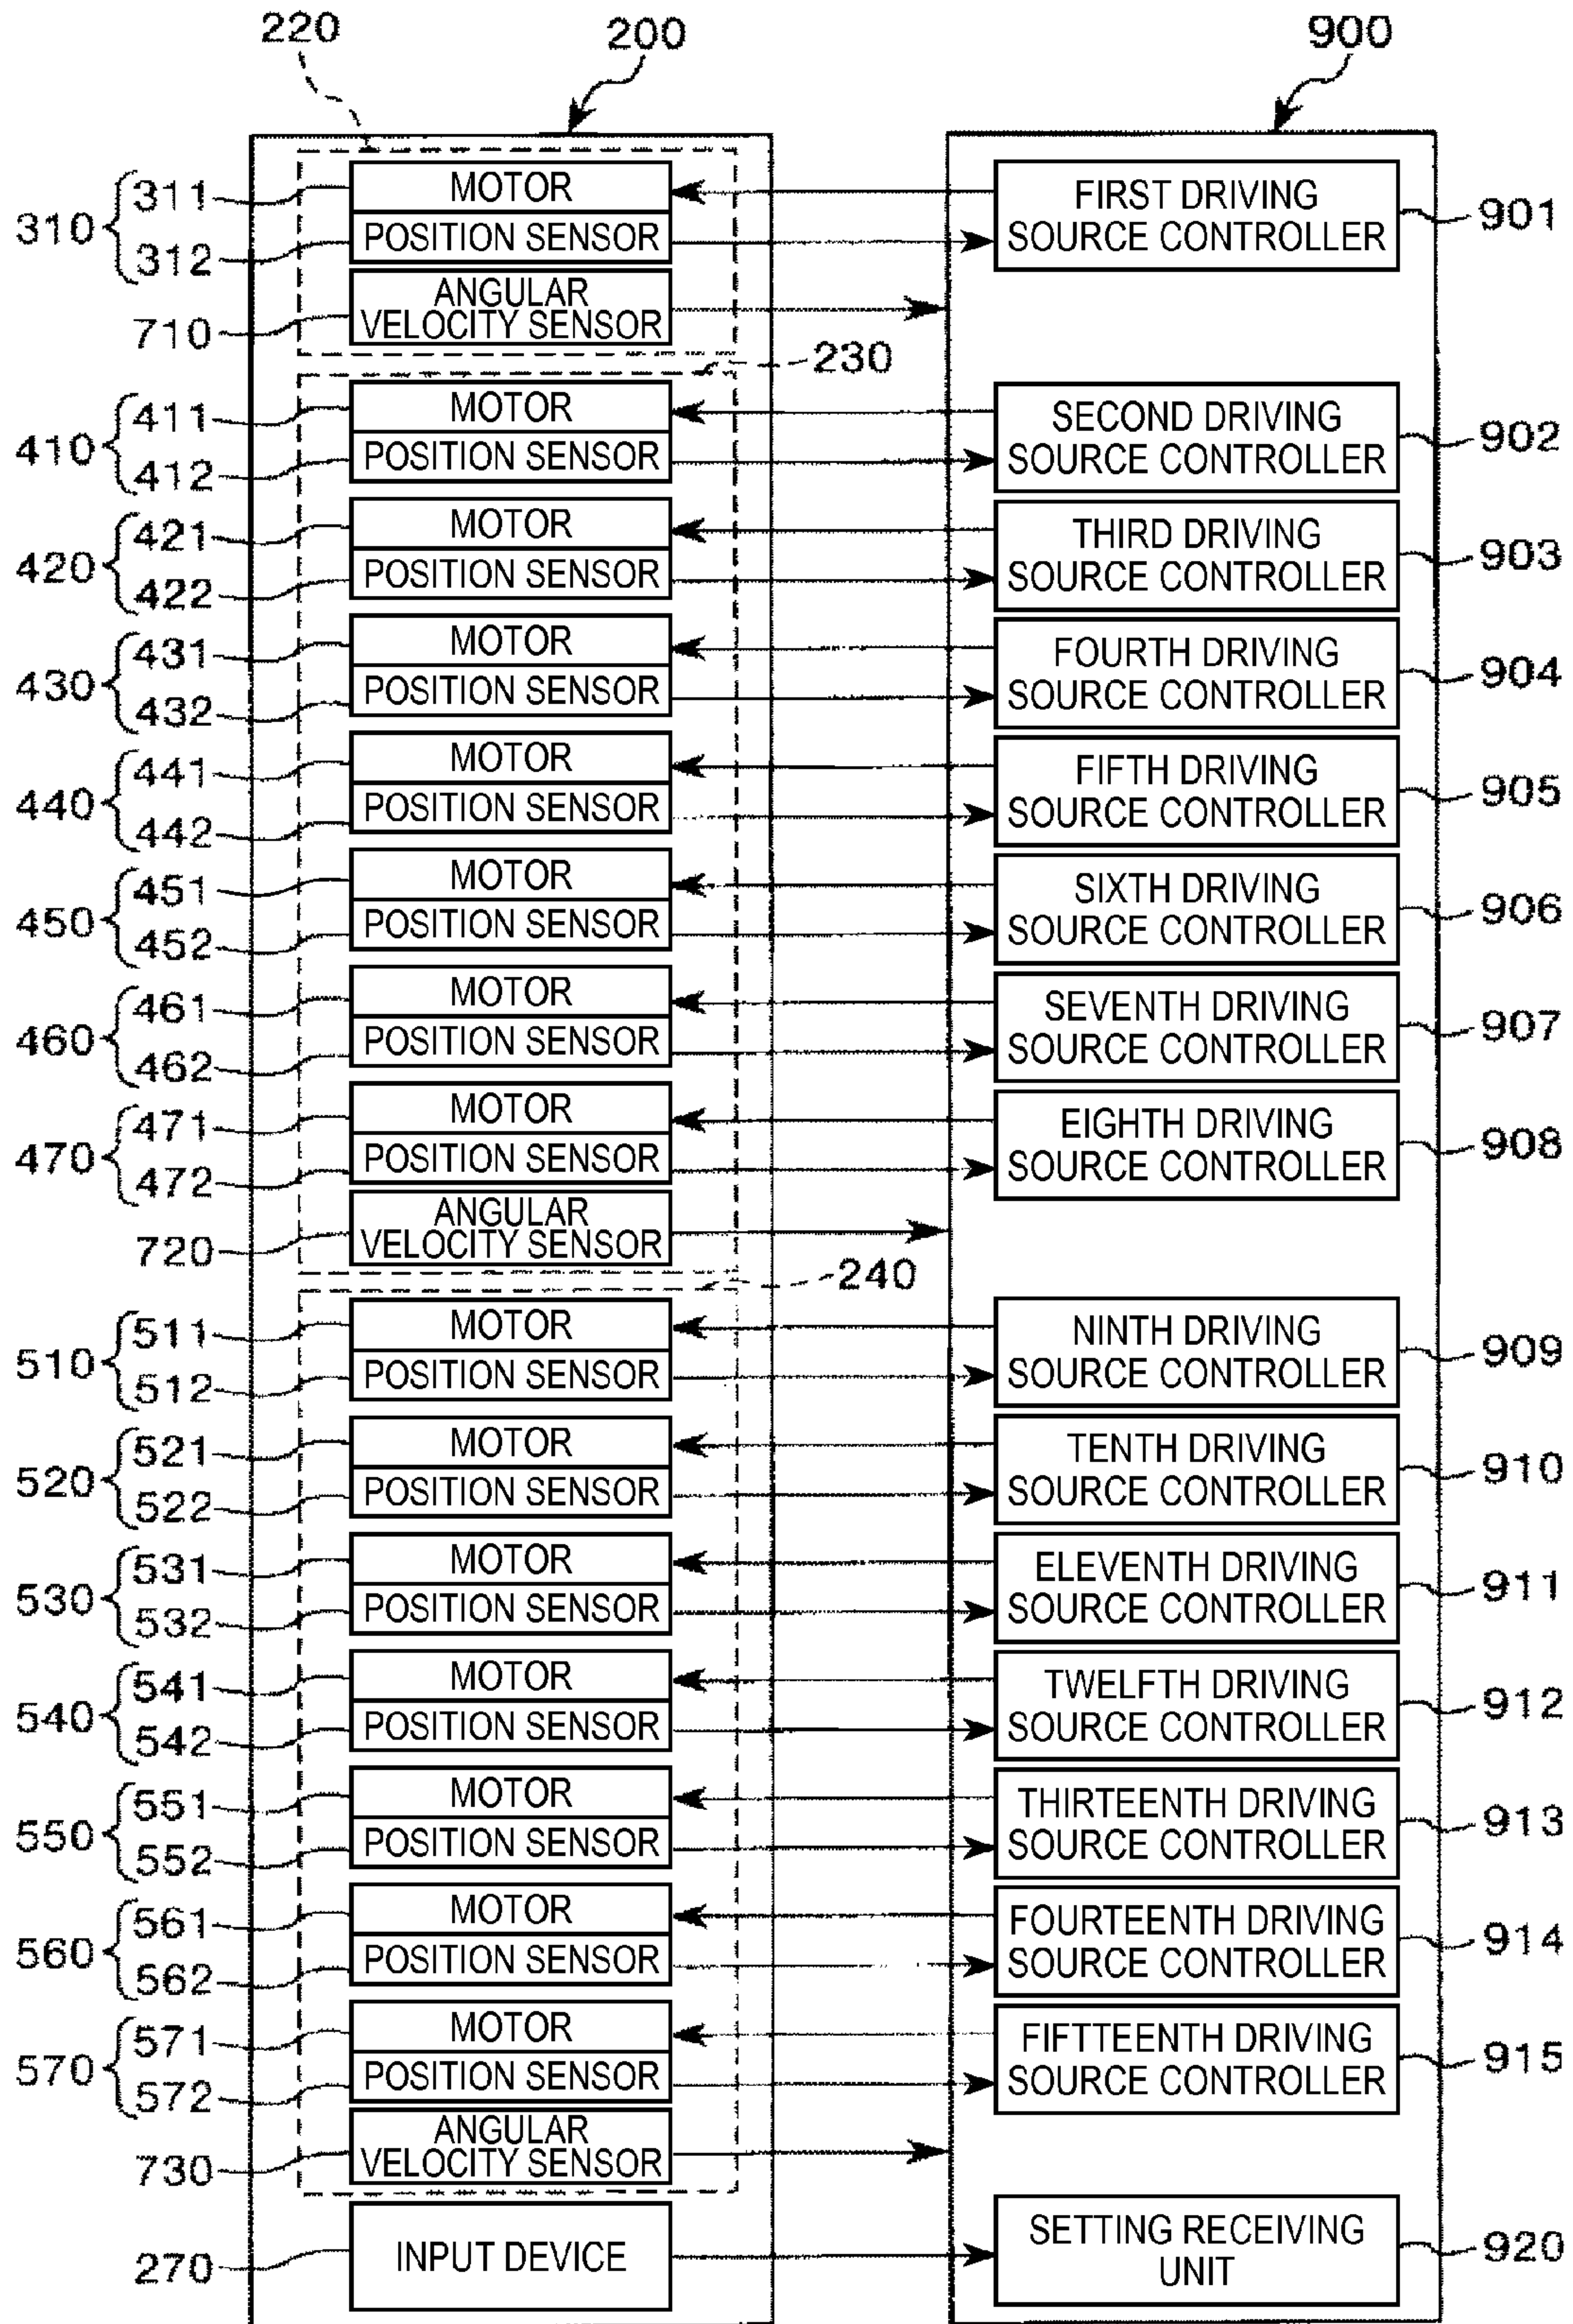 220
200
900
310
311
MOTOR
312
POSITION SENSOR
FIRST DRIVING
SOURCE CONTROLLER
901
710
ANGULAR
VELOCITY SENSOR
230
410
411
MOTOR
412
POSITION SENSOR
SECOND DRIVING
SOURCE CONTROLLER
902
420
421
MOTOR
422
POSITION SENSOR
THIRD DRIVING
SOURCE CONTROLLER
903
430
431
MOTOR
432
POSITION SENSOR
FOURTH DRIVING
SOURCE CONTROLLER
904
440
441
MOTOR
442
POSITION SENSOR
FIFTH DRIVING
SOURCE CONTROLLER
905
450
451
MOTOR
452
POSITION SENSOR
SIXTH DRIVING
SOURCE CONTROLLER
906
460
461
MOTOR
462
POSITION SENSOR
SEVENTH DRIVING
SOURCE CONTROLLER
907
470
471
MOTOR
472
POSITION SENSOR
EIGHTH DRIVING
SOURCE CONTROLLER
908
720
ANGULAR
VELOCITY SENSOR
240
510
511
MOTOR
512
POSITION SENSOR
NINTH DRIVING
SOURCE CONTROLLER
909
520
521
MOTOR
522
POSITION SENSOR
TENTH DRIVING
SOURCE CONTROLLER
910
530
531
MOTOR
532
POSITION SENSOR
ELEVENTH DRIVING
SOURCE CONTROLLER
911
540
541
MOTOR
542
POSITION SENSOR
TWELFTH DRIVING
SOURCE CONTROLLER
912
550
551
MOTOR
552
POSITION SENSOR
THIRTEENTH DRIVING
SOURCE CONTROLLER
913
560
561
MOTOR
562
POSITION SENSOR
FOURTEENTH DRIVING
SOURCE CONTROLLER
914
570
571
MOTOR
572
POSITION SENSOR
FIFTTEENTH DRIVING
SOURCE CONTROLLER
915
730
ANGULAR
VELOCITY SENSOR
270
INPUT DEVICE
SETTING RECEIVING
UNIT
920